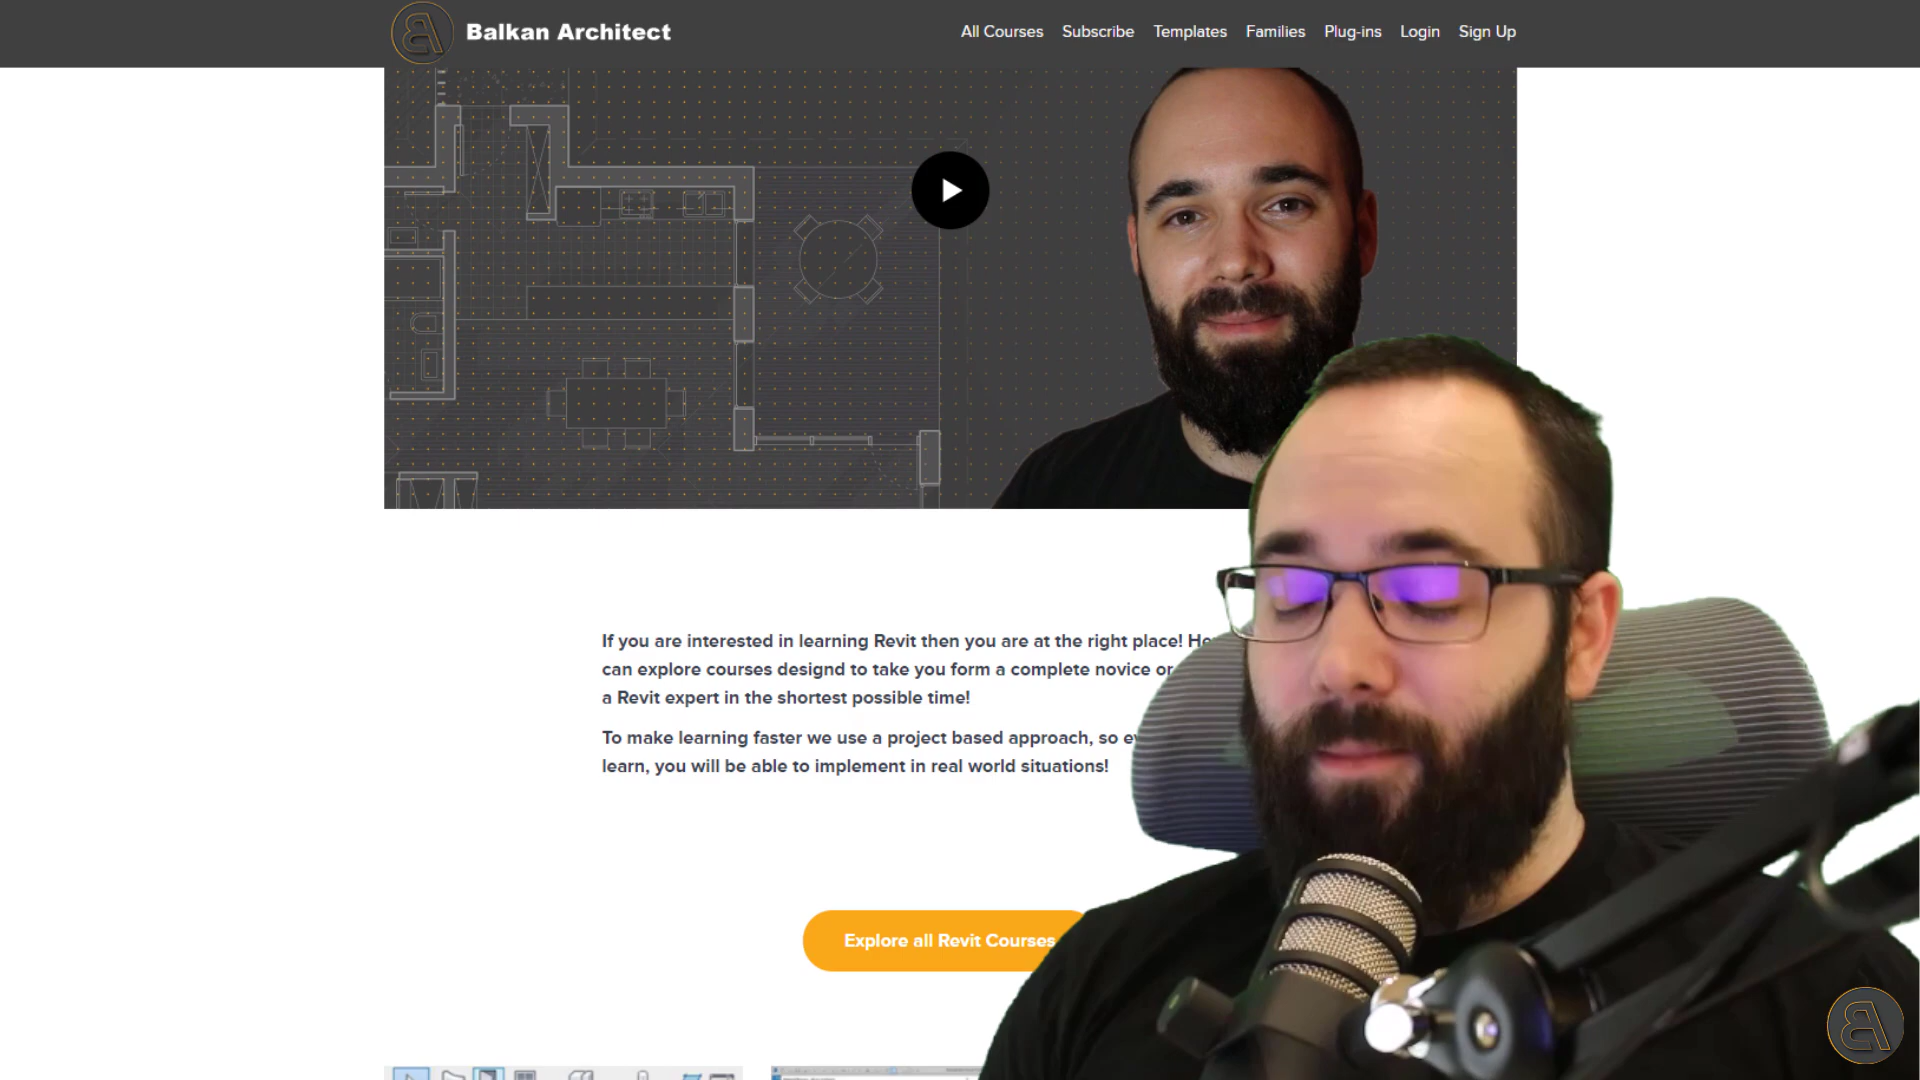 Balkan Architect
All Courses Subscribe Templates Families Plug-ins Login Sign Up
If you are interested in learning Revit then you are at the right place!
can explore courses designd to take you form a complete novice or
a Revit expert in the shortest possible time!
To make learning faster we use a project based approach, so
learn, you will be able to implement in real world situations!
Explore all Revit Courses